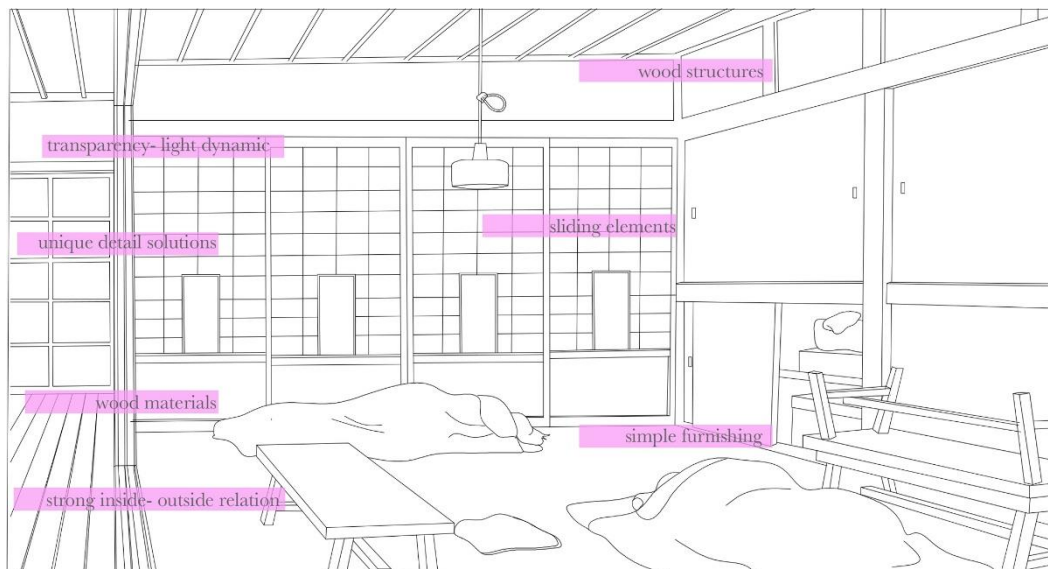 wood structures
transparency- light dynamic
sliding elements
unique detail solutions
wood materials
simple furnishing
strong inside- outside relation